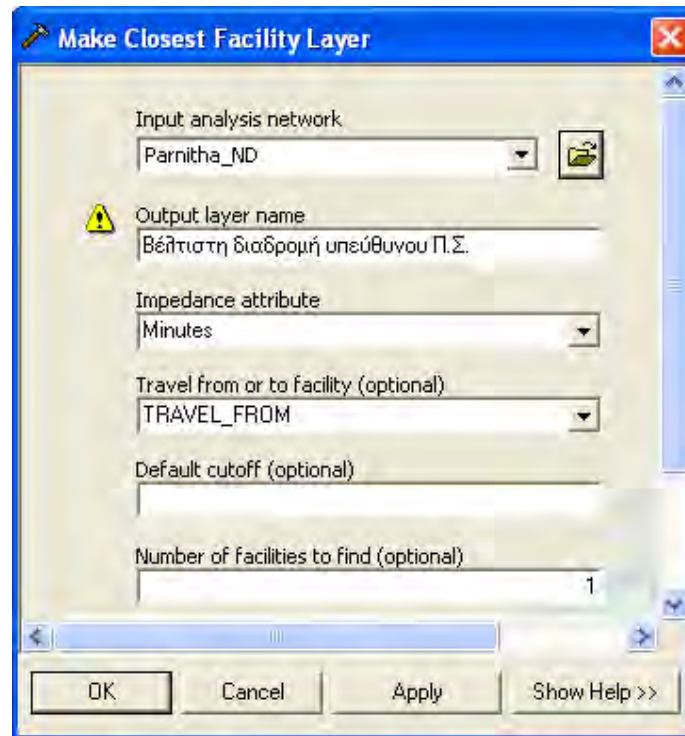 Make Closest Facility Layer
Input analysis network
Parnitha_ND
Output layer name
Βέλτιστη διαδρομή υπεύθυνου Π.Σ.
Impedance attribute
Minutes
Travel from or to facility (optional)
TRAVEL_FROM
Default cutoff (optional)
Number of facilities to find (optional)
1
OK
Cancel
Apply
Show Help >>